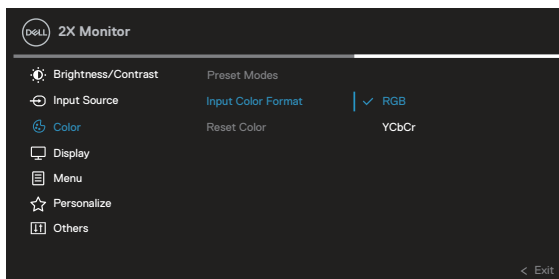 DELL 2X Monitor
Brightness/Contrast Preset Modes
Input Source Input Color Format ✓ RGB
Color Reset Color YCbCr
Display
Menu
Personalize
Others
< Exit